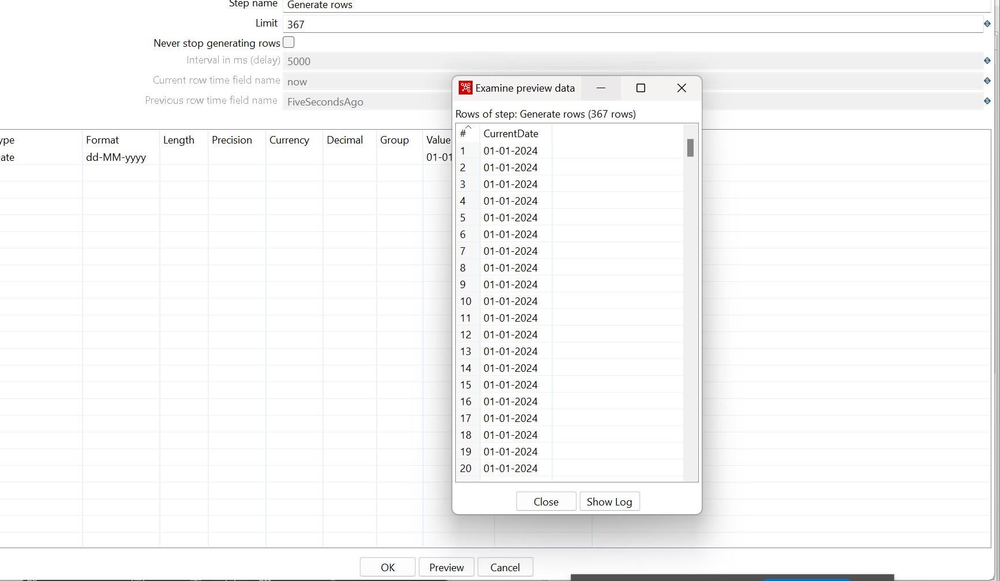 Step name Generate rows
Limit 367
Never stop generating rows
Interval in ms (delay) 5000
Current row time field name now
Previous row time field name FiveSecondsAgo
ype Format Length Precision Currency Decimal Group Value
ate dd-MM-yyyy 01-01
Examine preview data
Rows of step: Generate rows (367 rows)
# CurrentDate
1 01-01-2024
2 01-01-2024
3 01-01-2024
4 01-01-2024
5 01-01-2024
6 01-01-2024
7 01-01-2024
8 01-01-2024
9 01-01-2024
10 01-01-2024
11 01-01-2024
12 01-01-2024
13 01-01-2024
14 01-01-2024
15 01-01-2024
16 01-01-2024
17 01-01-2024
18 01-01-2024
19 01-01-2024
20 01-01-2024
Close Show Log
OK Preview Cancel